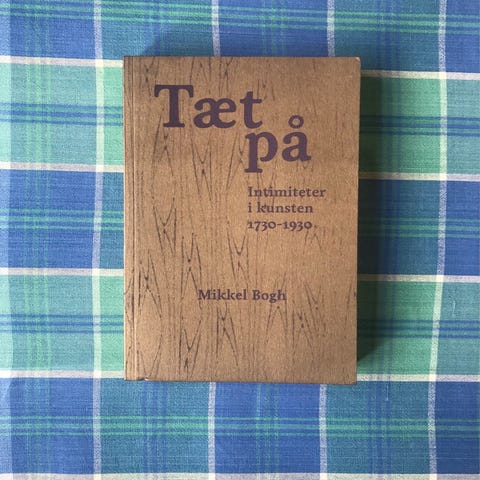 Tæt
på
Intimiteter
i kunsten
1730-1930
Mikkel Bogh